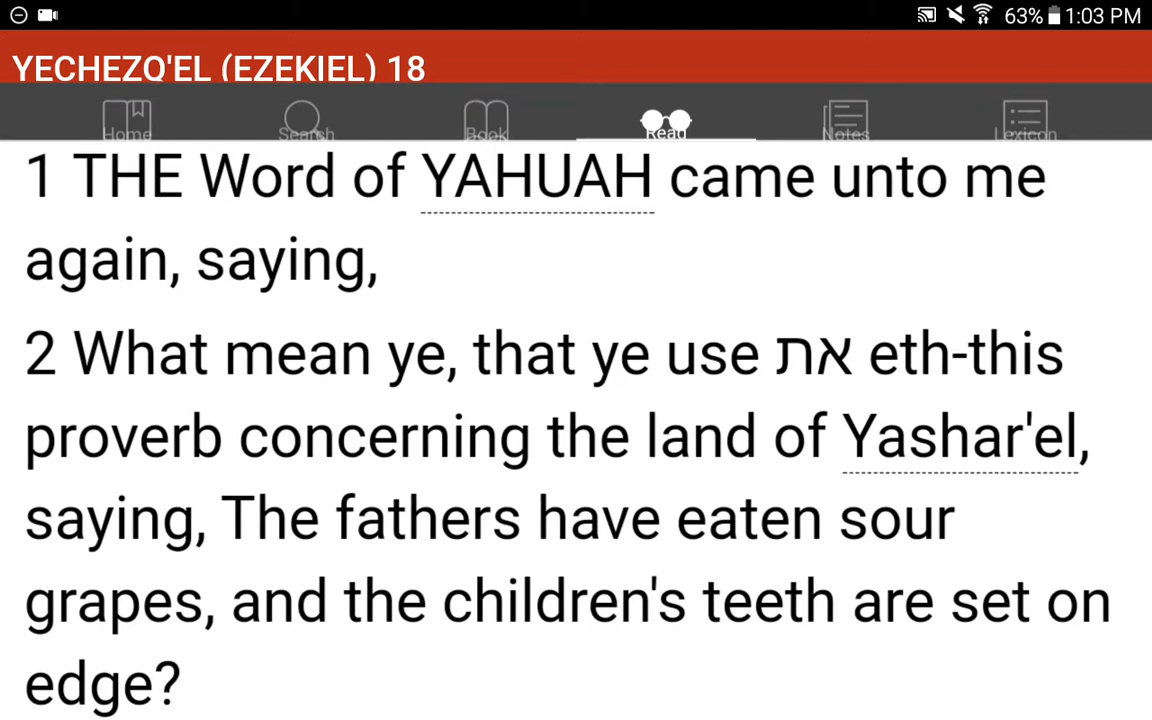 63% 1:03 PM
YECHEZQ'EL (EZEKIEL) 18
Home Search Book Read Notes Lexicon
1 THE Word of YAHUAH came unto me
again, saying,
2 What mean ye, that ye use את eth-this
proverb concerning the land of Yashar'el,
saying, The fathers have eaten sour
grapes, and the children's teeth are set on
edge?